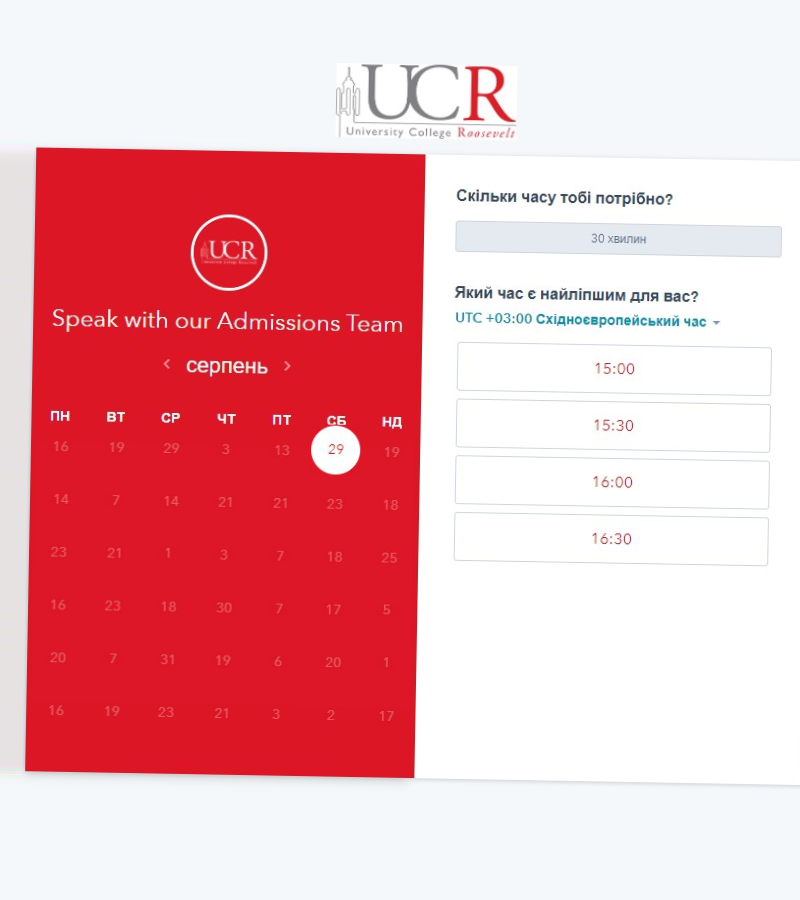 UCR
University College Roosevelt
UCR
Speak with our Admissions Team
серпень
ПН ВТ СР ЧТ ПТ СБ НД
16 19 29 3 13 29 19
14 7 14 21 21 23 18
23 21 1 3 7 18 25
16 23 18 30 7 17 5
20 7 31 19 6 20 1
16 19 23 21 3 2 17
Скільки часу тобі потрібно?
30 хвилин
Який час є найліпшим для вас?
UTC +03:00 Східноєвропейський час
15:00
15:30
16:00
16:30